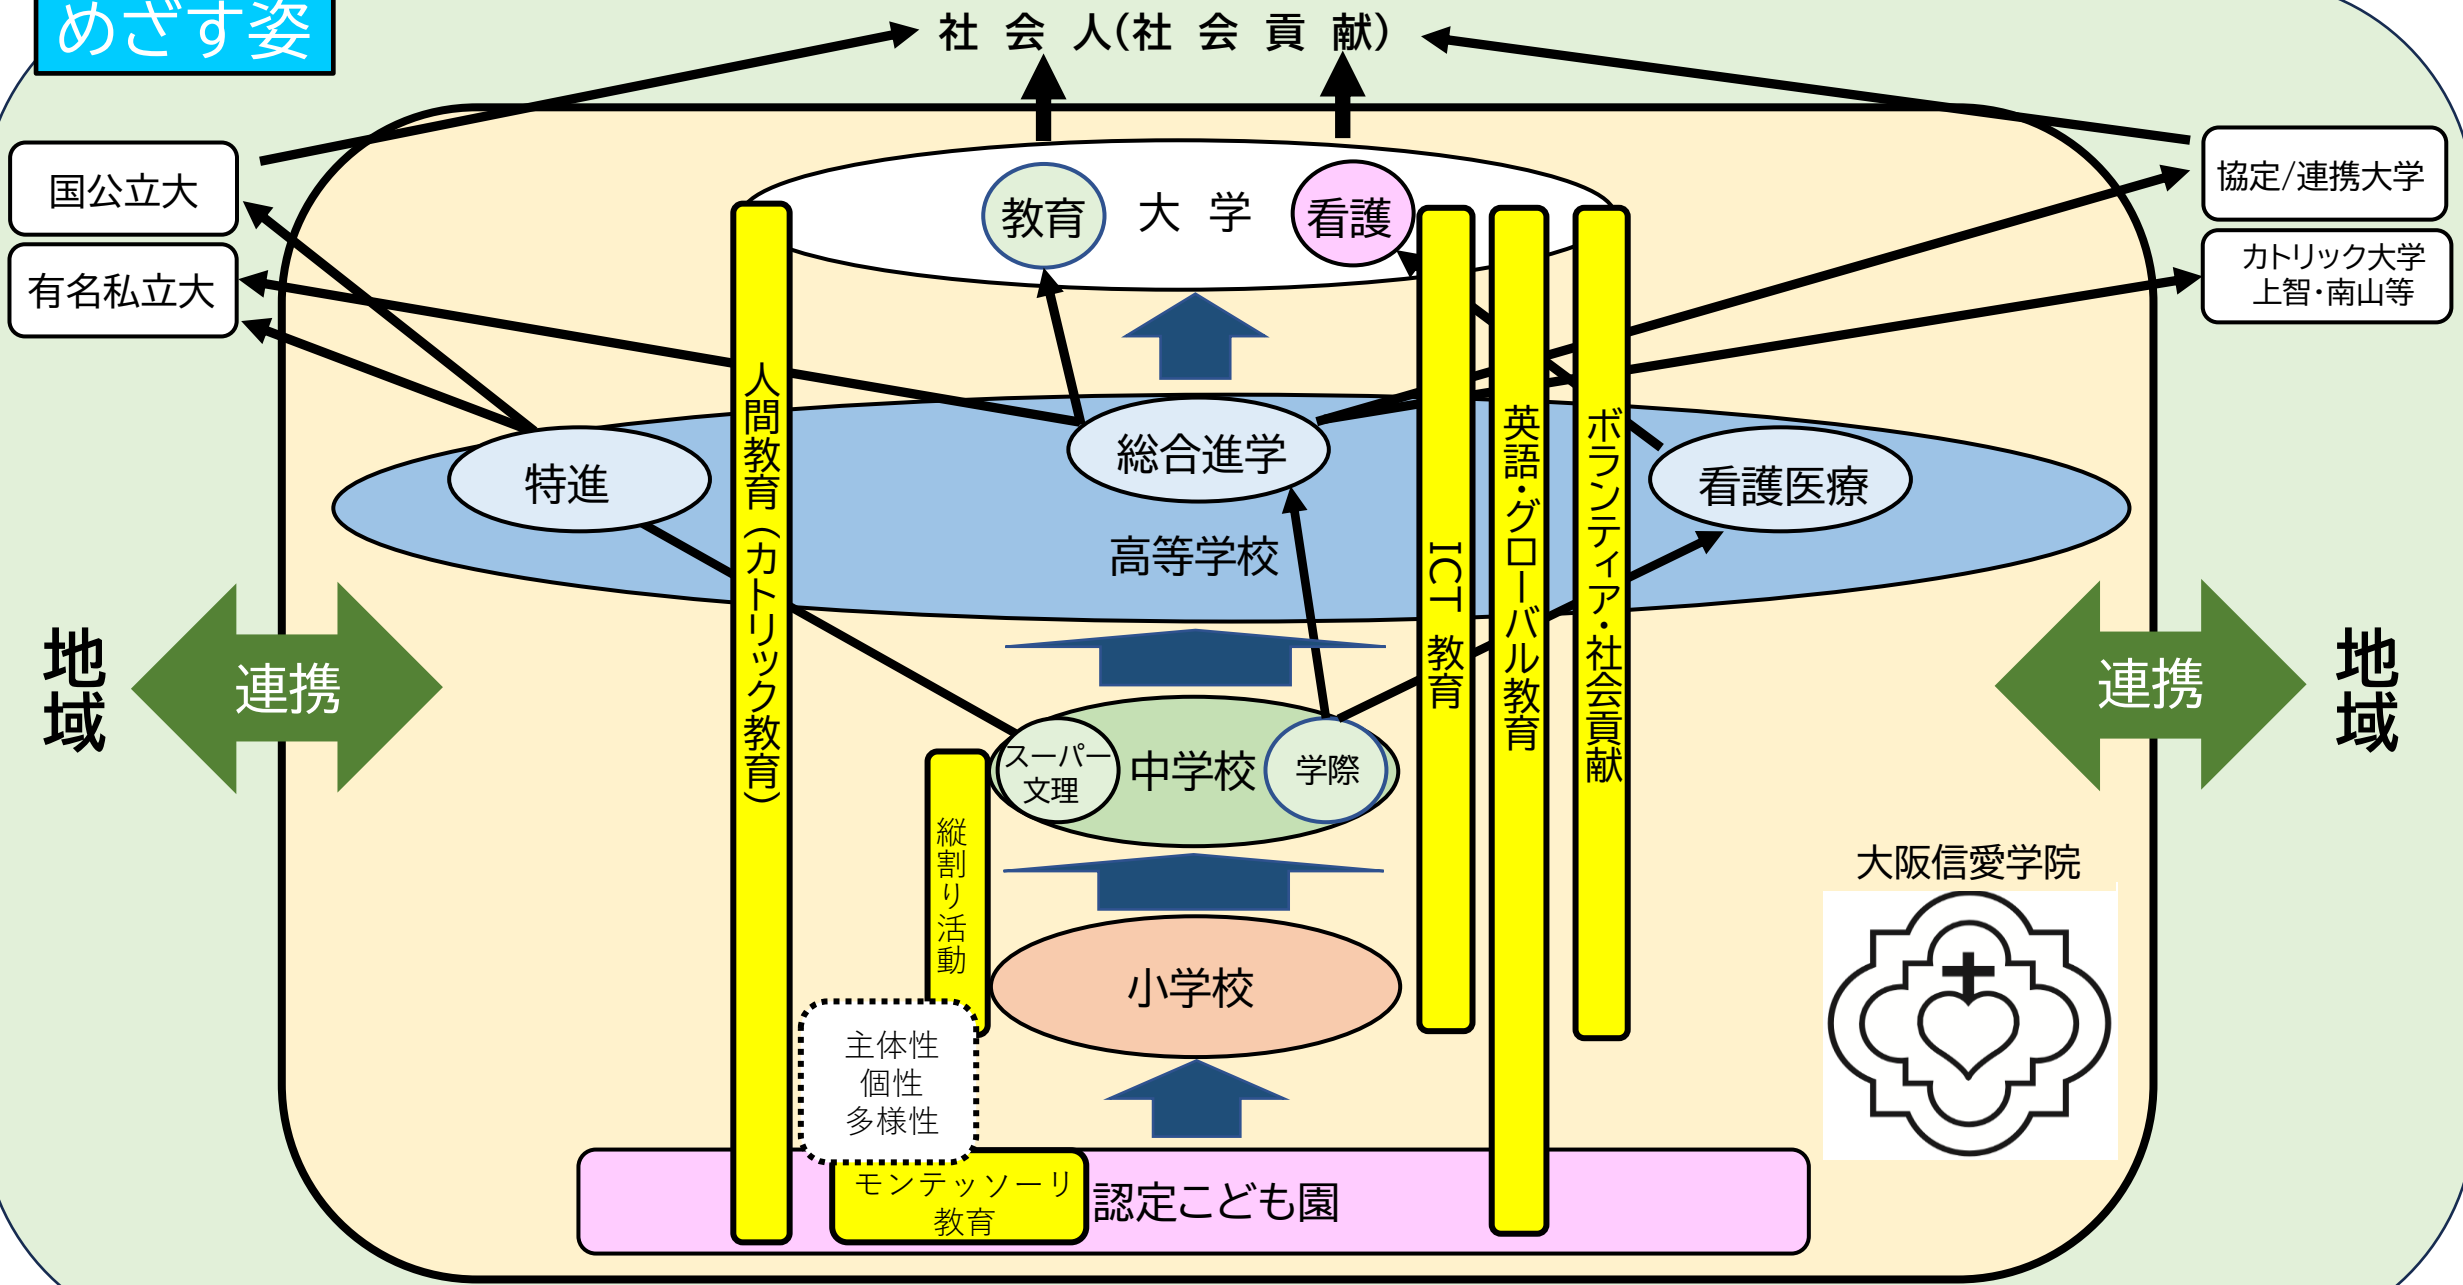 めざす姿
社 会 人(社 会 貢 献)
国公立大
有名私立大
協定/連携大学
カトリック大学
上智・南山等
教育
大 学
看護
特進
総合進学
看護医療
高等学校
人間教育(カトリック教育)
ICT 教育
英語・グローバル教育
ボランティア・社会貢献
地域
連携
連携
地域
スーパー
文理
中学校
学際
縦割り活動
小学校
大阪信愛学院
主体性
個性
多様性
モンテッソーリ
教育
認定こども園